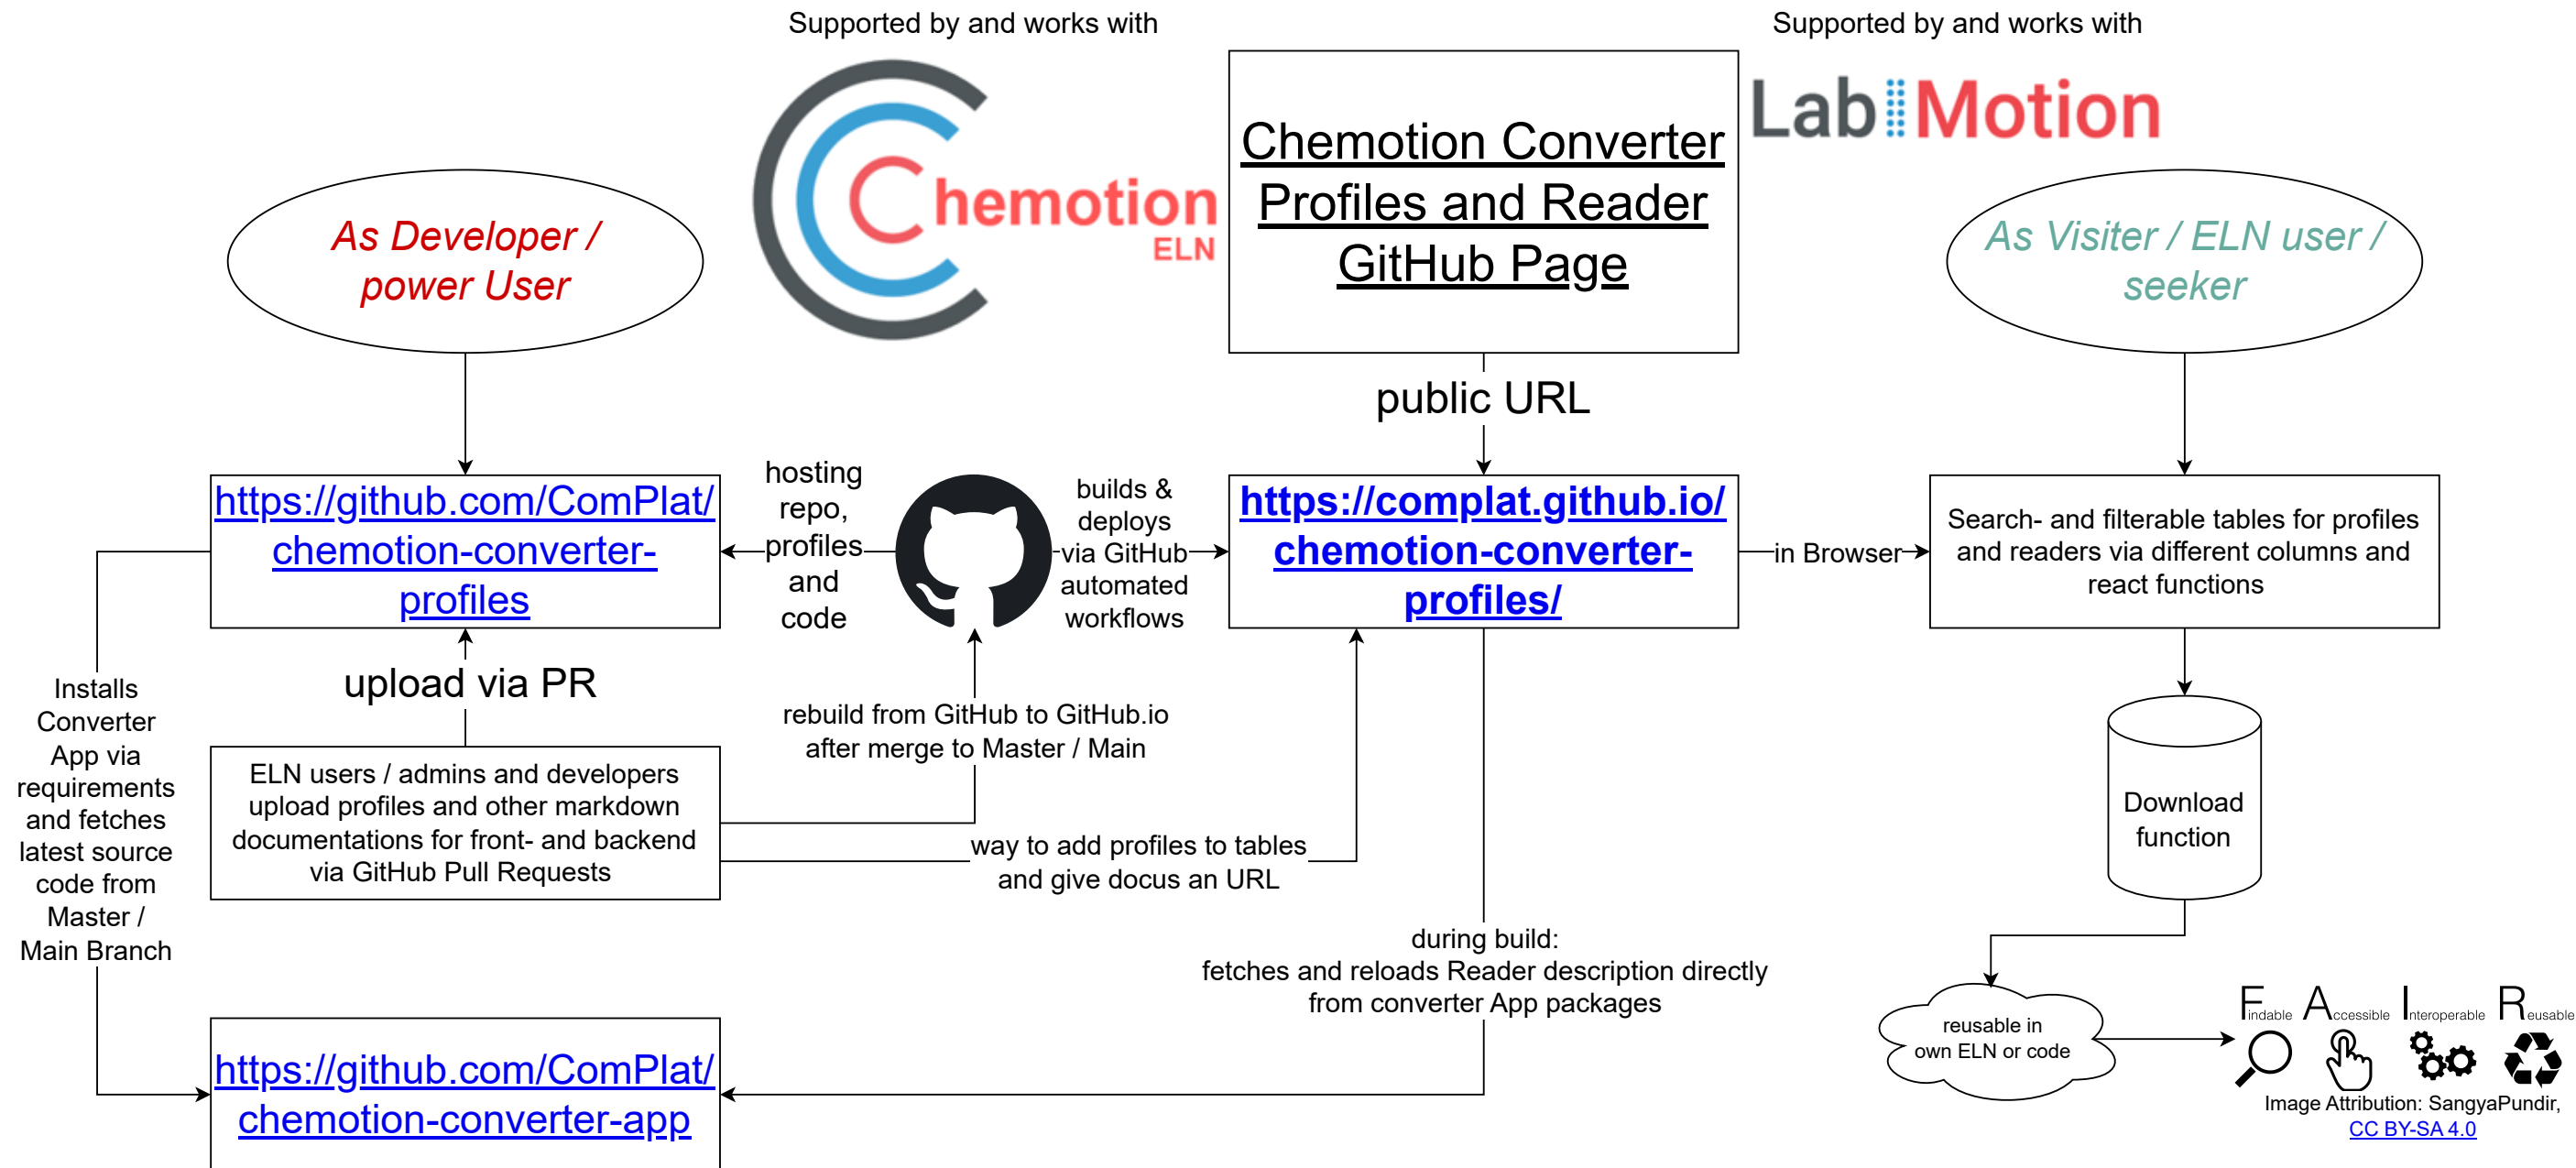 Supported by and works with
Supported by and works with
Chemotion
ELN
Chemotion Converter
Profiles and Reader
GitHub Page
Lab Motion
As Developer /
power User
As Visiter / ELN user /
seeker
public URL
https://github.com/ComPlat/
chemotion-converter-
profiles
hosting
repo,
profiles
and
code
builds &
deploys
via GitHub
automated
workflows
https://complat.github.io/
chemotion-converter-
profiles/
in Browser
Search- and filterable tables for profiles
and readers via different columns and
react functions
Installs
Converter
App via
requirements
and fetches
latest source
code from
Master /
Main Branch
upload via PR
rebuild from GitHub to GitHub.io
after merge to Master / Main
ELN users / admins and developers
upload profiles and other markdown
documentations for front- and backend
via GitHub Pull Requests
way to add profiles to tables
and give docus an URL
Download
function
during build:
fetches and reloads Reader description directly
from converter App packages
reusable in
own ELN or code
Findable Accessible Interoperable Reusable
Image Attribution: SangyaPundir,
CC BY-SA 4.0
https://github.com/ComPlat/
chemotion-converter-app